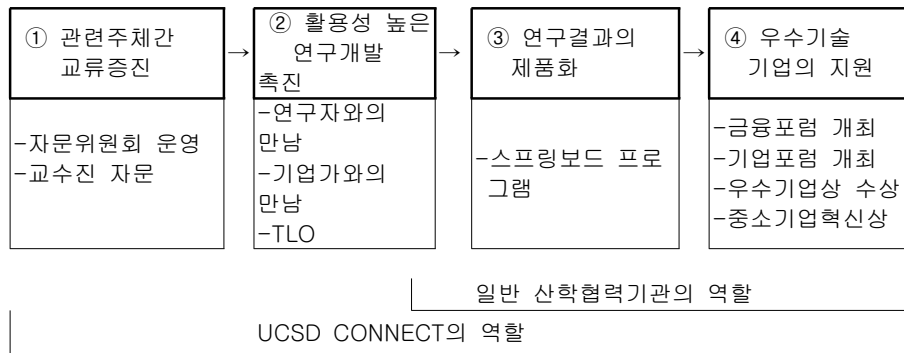 ① 관련주체간
교류증진
→
② 활용성 높은
연구개발
촉진
→
③ 연구결과의
제품화
→
④ 우수기술
기업의 지원
-자문위원회 운영
-교수진 자문
-연구자와의
만남
-기업가와의
만남
-TLO
-스프링보드 프로
그램
-금융포럼 개최
-기업포럼 개최
-우수기업상 수상
-중소기업혁신상
일반 산학협력기관의 역할
UCSD CONNECT의 역할